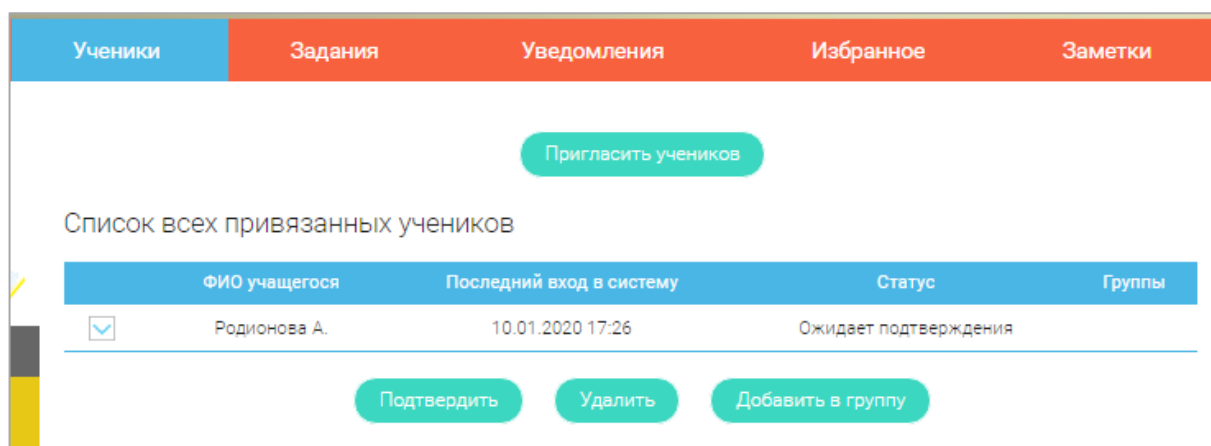 Ученики Задания Уведомления Избранное Заметки
Пригласить учеников
Список всех привязанных учеников
ФИО учащегося Последний вход в систему Статус Группы
Родионова А. 10.01.2020 17:26 Ожидает подтверждения
Подтвердить Удалить Добавить в группу